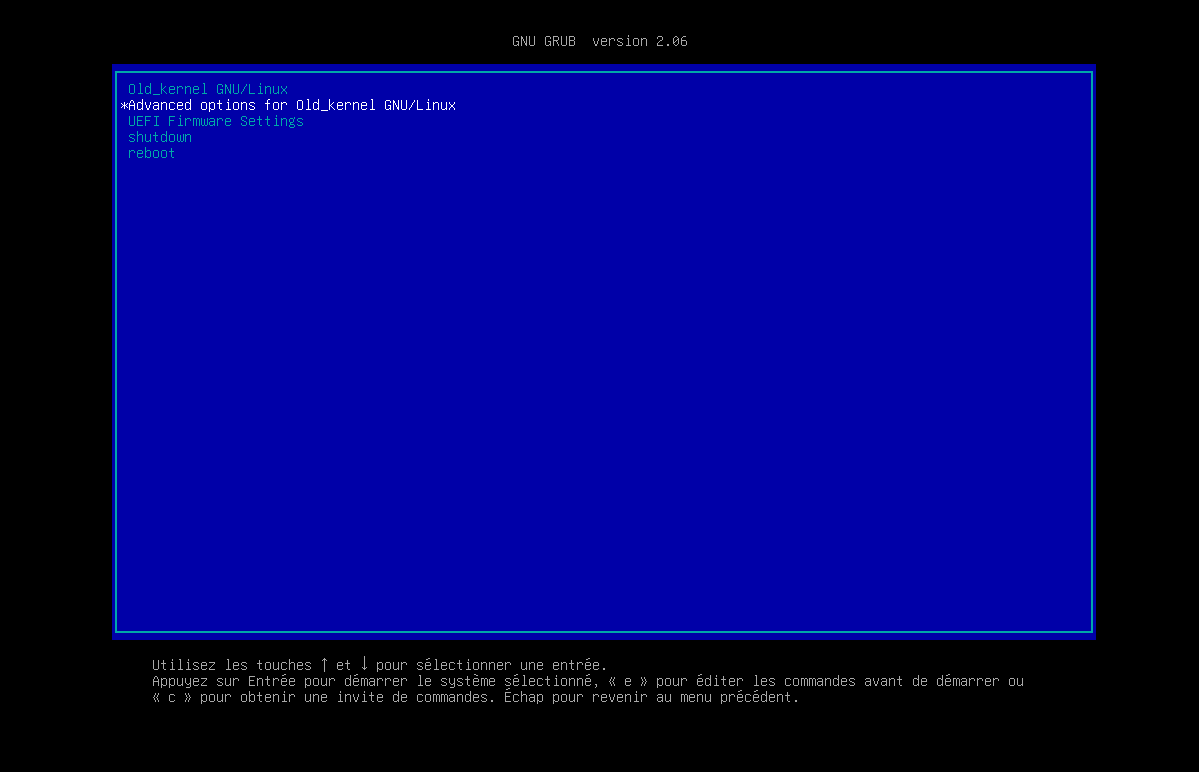 GNU GRUB  version 2.06
Old_kernel GNU/Linux
*Advanced options for Old_kernel GNU/Linux
UEFI Firmware Settings
shutdown
reboot
Utilisez les touches ↑ et ↓ pour sélectionner une entrée.
Appuyez sur Entrée pour démarrer le système sélectionné, « e » pour éditer les commandes avant de démarrer ou
« c » pour obtenir une invite de commandes. Échap pour revenir au menu précédent.